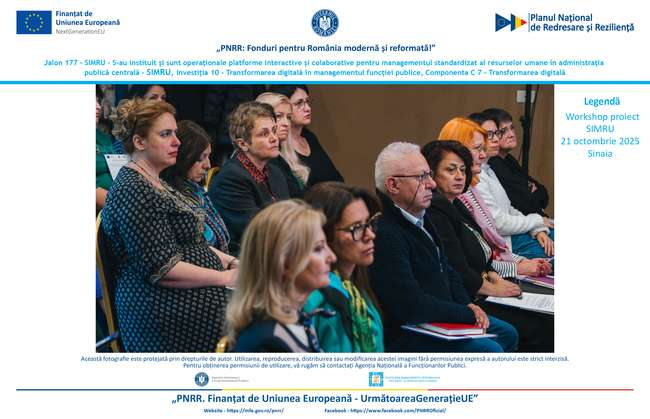 Finanțat de
Uniunea Europeană
NextGenerationEU
Planul Național
de Redresare și Reziliență
„PNRR: Fonduri pentru România modernă și reformată!”
Jalon 177 - SIMRU - S-au instituit și sunt operaționale platforme interactive și colaborative pentru managementul standardizat al resurselor umane în administrația
publică centrală - SIMRU, Investiția 10 - Transformarea digitală în managementul funcției publice, Componenta C 7 - Transformarea digitală
Legendă
Workshop proiect
SIMRU
21 octombrie 2025
Sinaia
Această fotografie este protejată prin drepturile de autor. Utilizarea, reproducerea, distribuirea sau modificarea acestei imagini fără permisiunea expresă a autorului este strict interzisă.
Pentru obținerea permisiunii de utilizare, vă rugăm să contactați Agenția Națională a Funcționarilor Publici.
„PNRR. Finanțat de Uniunea Europeană - UrmătoareaGenerațieUE”
Website - https://mfe.gov.ro/pnrr/
Facebook - https://www.facebook.com/PNRROficial/